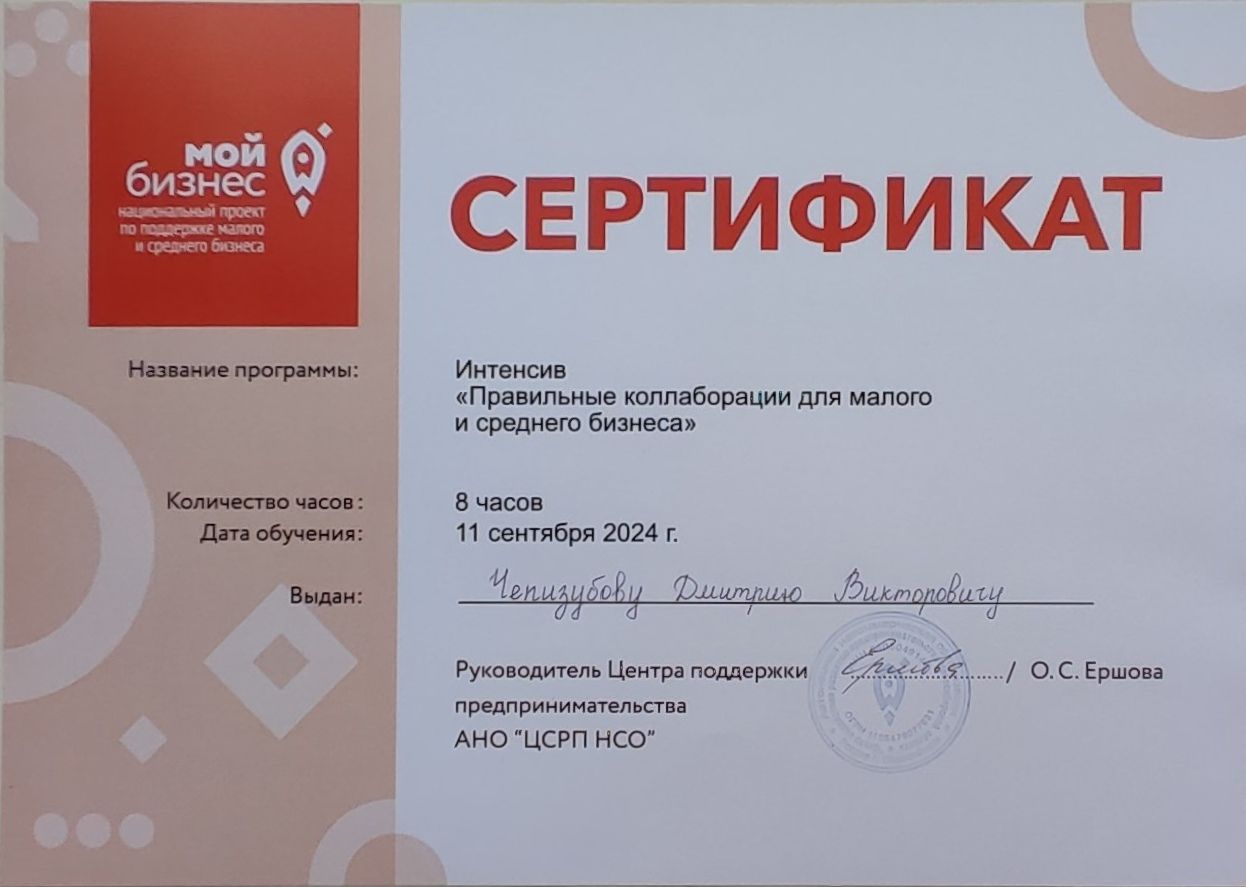 мой
бизнес
национальный проект
по поддержке малого
и среднего бизнеса
СЕРТИФИКАТ
Название программы: Интенсив
«Правильные коллаборации для малого
и среднего бизнеса»
Количество часов: 8 часов
Дата обучения: 11 сентября 2024 г.
Выдан: Чепизубову Дмитрию Викторовичу
Руководитель Центра поддержки / О. С. Ершова
предпринимательства
АНО "ЦСРП НСО"